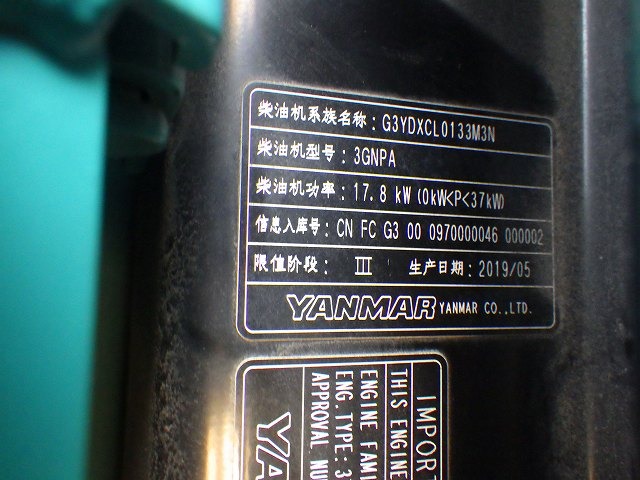 柴油机系族名称: G3YDXCL0133M3N
柴油机型号: 3GNPA
柴油机功率: 17.8 kW (0kW<P<37kW)
信息入库号: CN FC G3 00 0970000046 000002
限值阶段: III 生产日期: 2019/05
YANMAR YANMAR CO.,LTD.
IMPOR
THIS ENGINE
ENGINE FAMI
ENG.TYPE:3
APPROVAL NU
YA